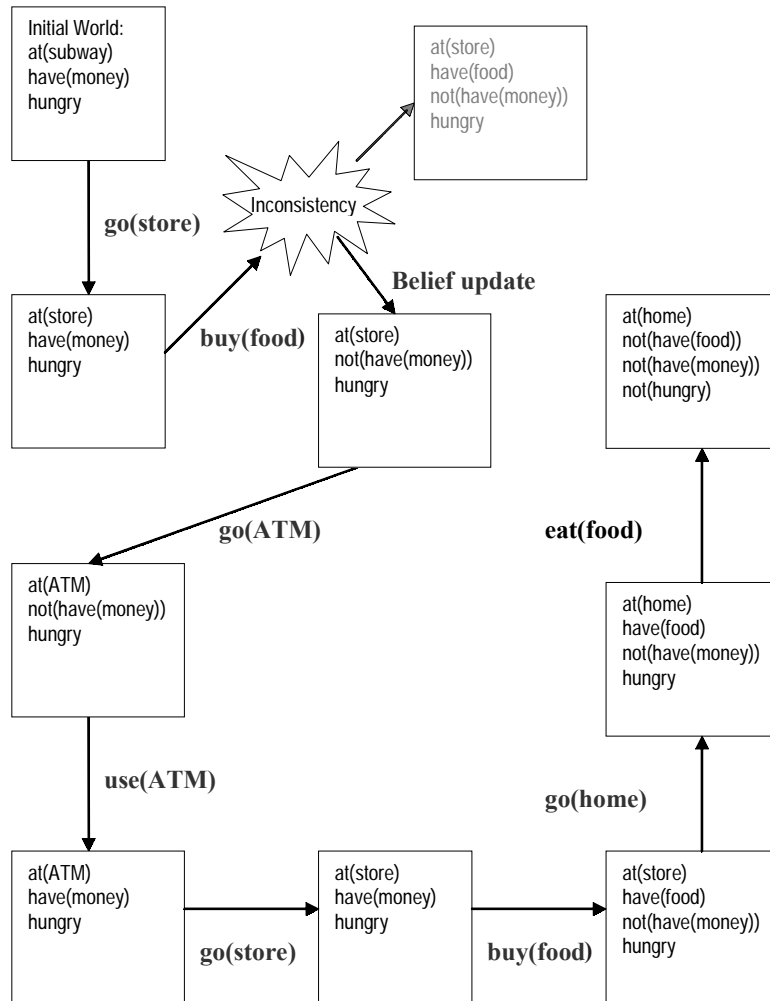 Initial World:
at(subway)
have(money)
hungry
go(store)
at(store)
have(money)
hungry
buy(food)
Inconsistency
at(store)
have(food)
not(have(money))
hungry
Belief update
at(store)
not(have(money))
hungry
go(ATM)
at(ATM)
not(have(money))
hungry
use(ATM)
at(ATM)
have(money)
hungry
go(store)
at(store)
have(money)
hungry
buy(food)
at(store)
have(food)
not(have(money))
hungry
go(home)
at(home)
have(food)
not(have(money))
hungry
eat(food)
at(home)
not(have(food))
not(have(money))
not(hungry)